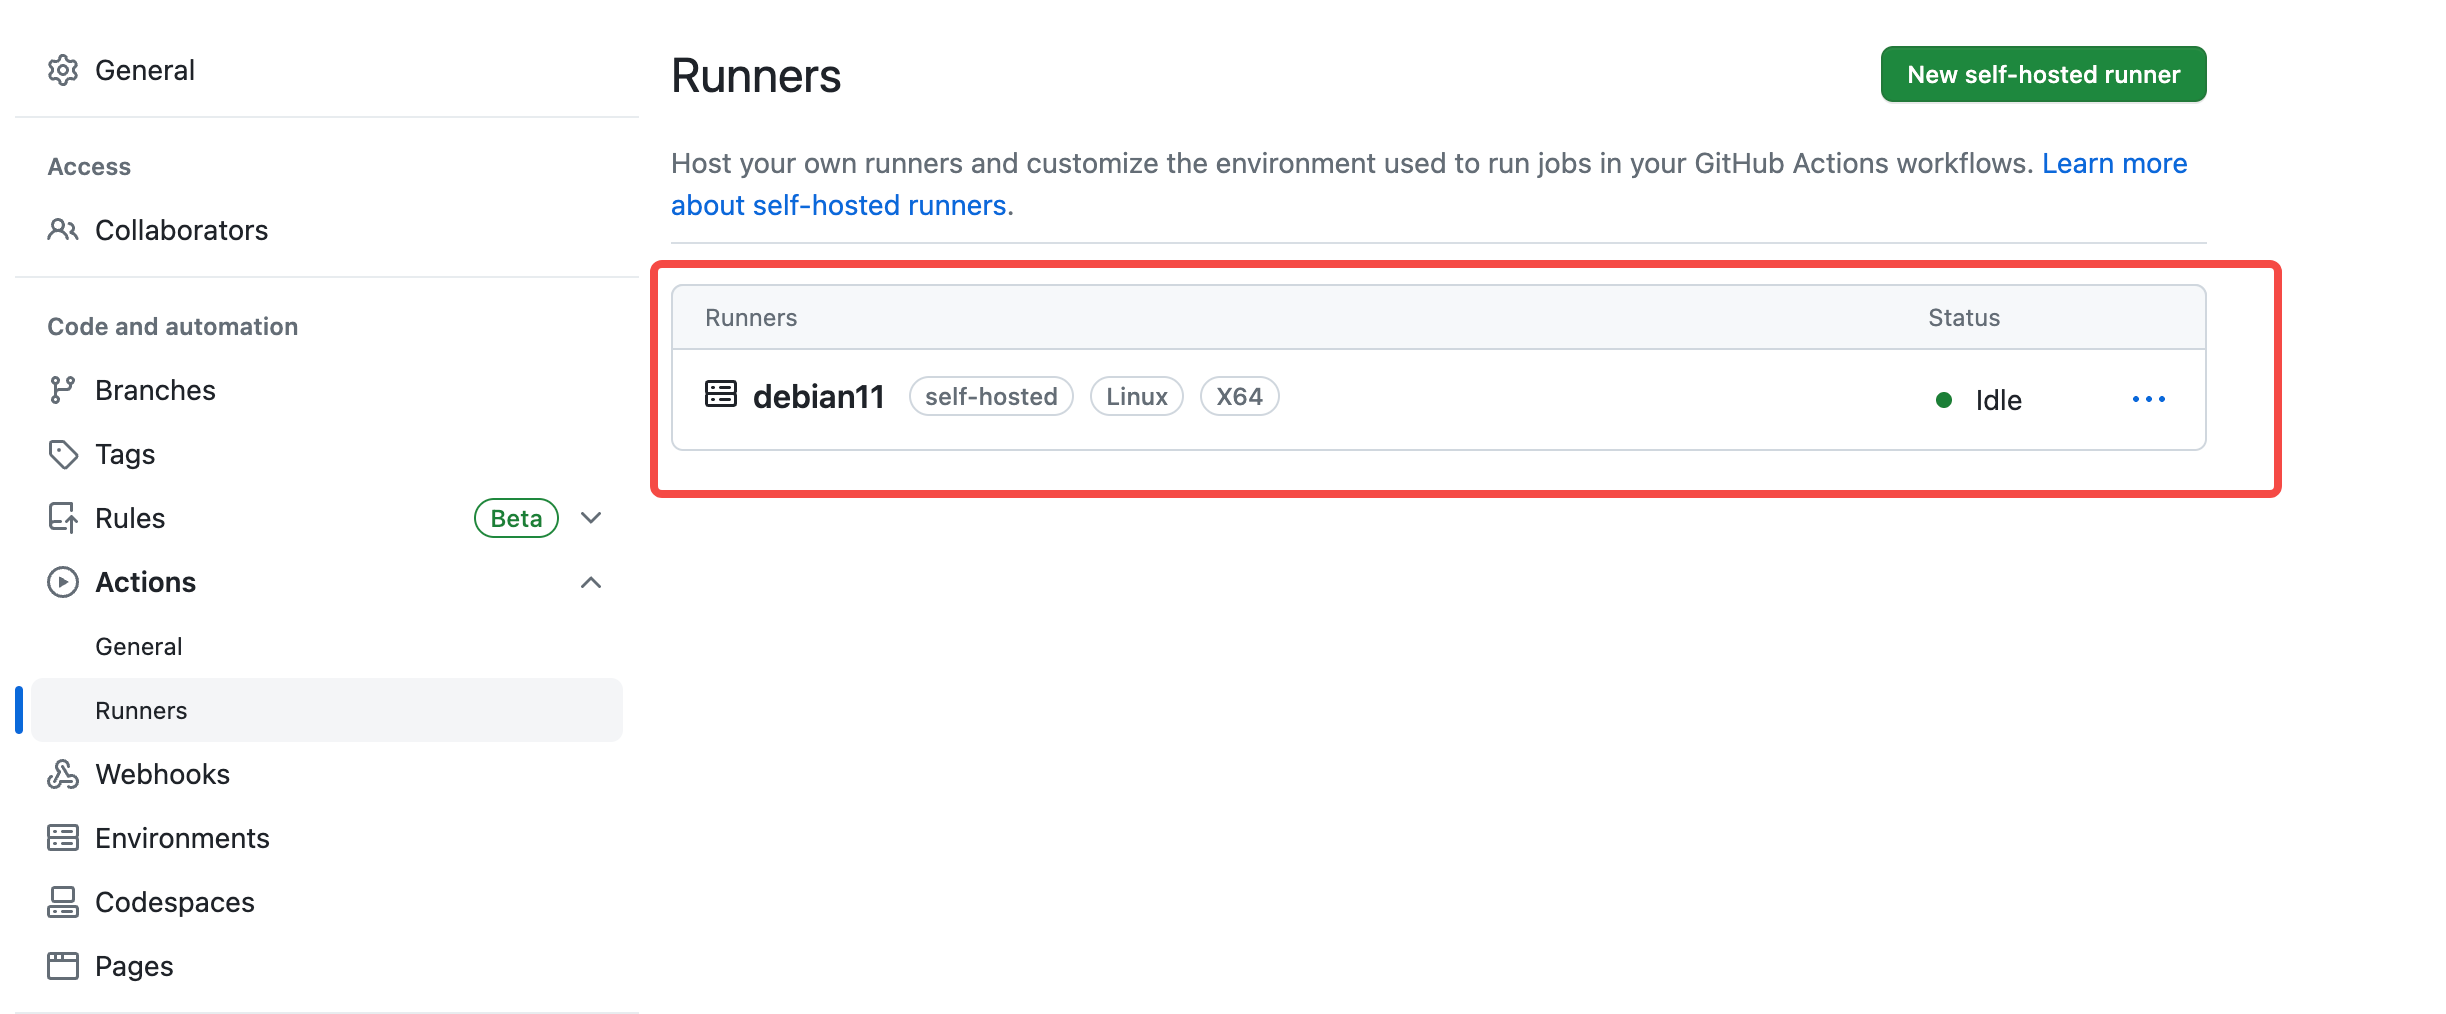 General
Access
Collaborators
Code and automation
Branches
Tags
Rules Beta
Actions
General
Runners
Webhooks
Environments
Codespaces
Pages
Runners
New self-hosted runner
Host your own runners and customize the environment used to run jobs in your GitHub Actions workflows. Learn more
about self-hosted runners.
Runners Status
debian11 self-hosted Linux X64 Idle